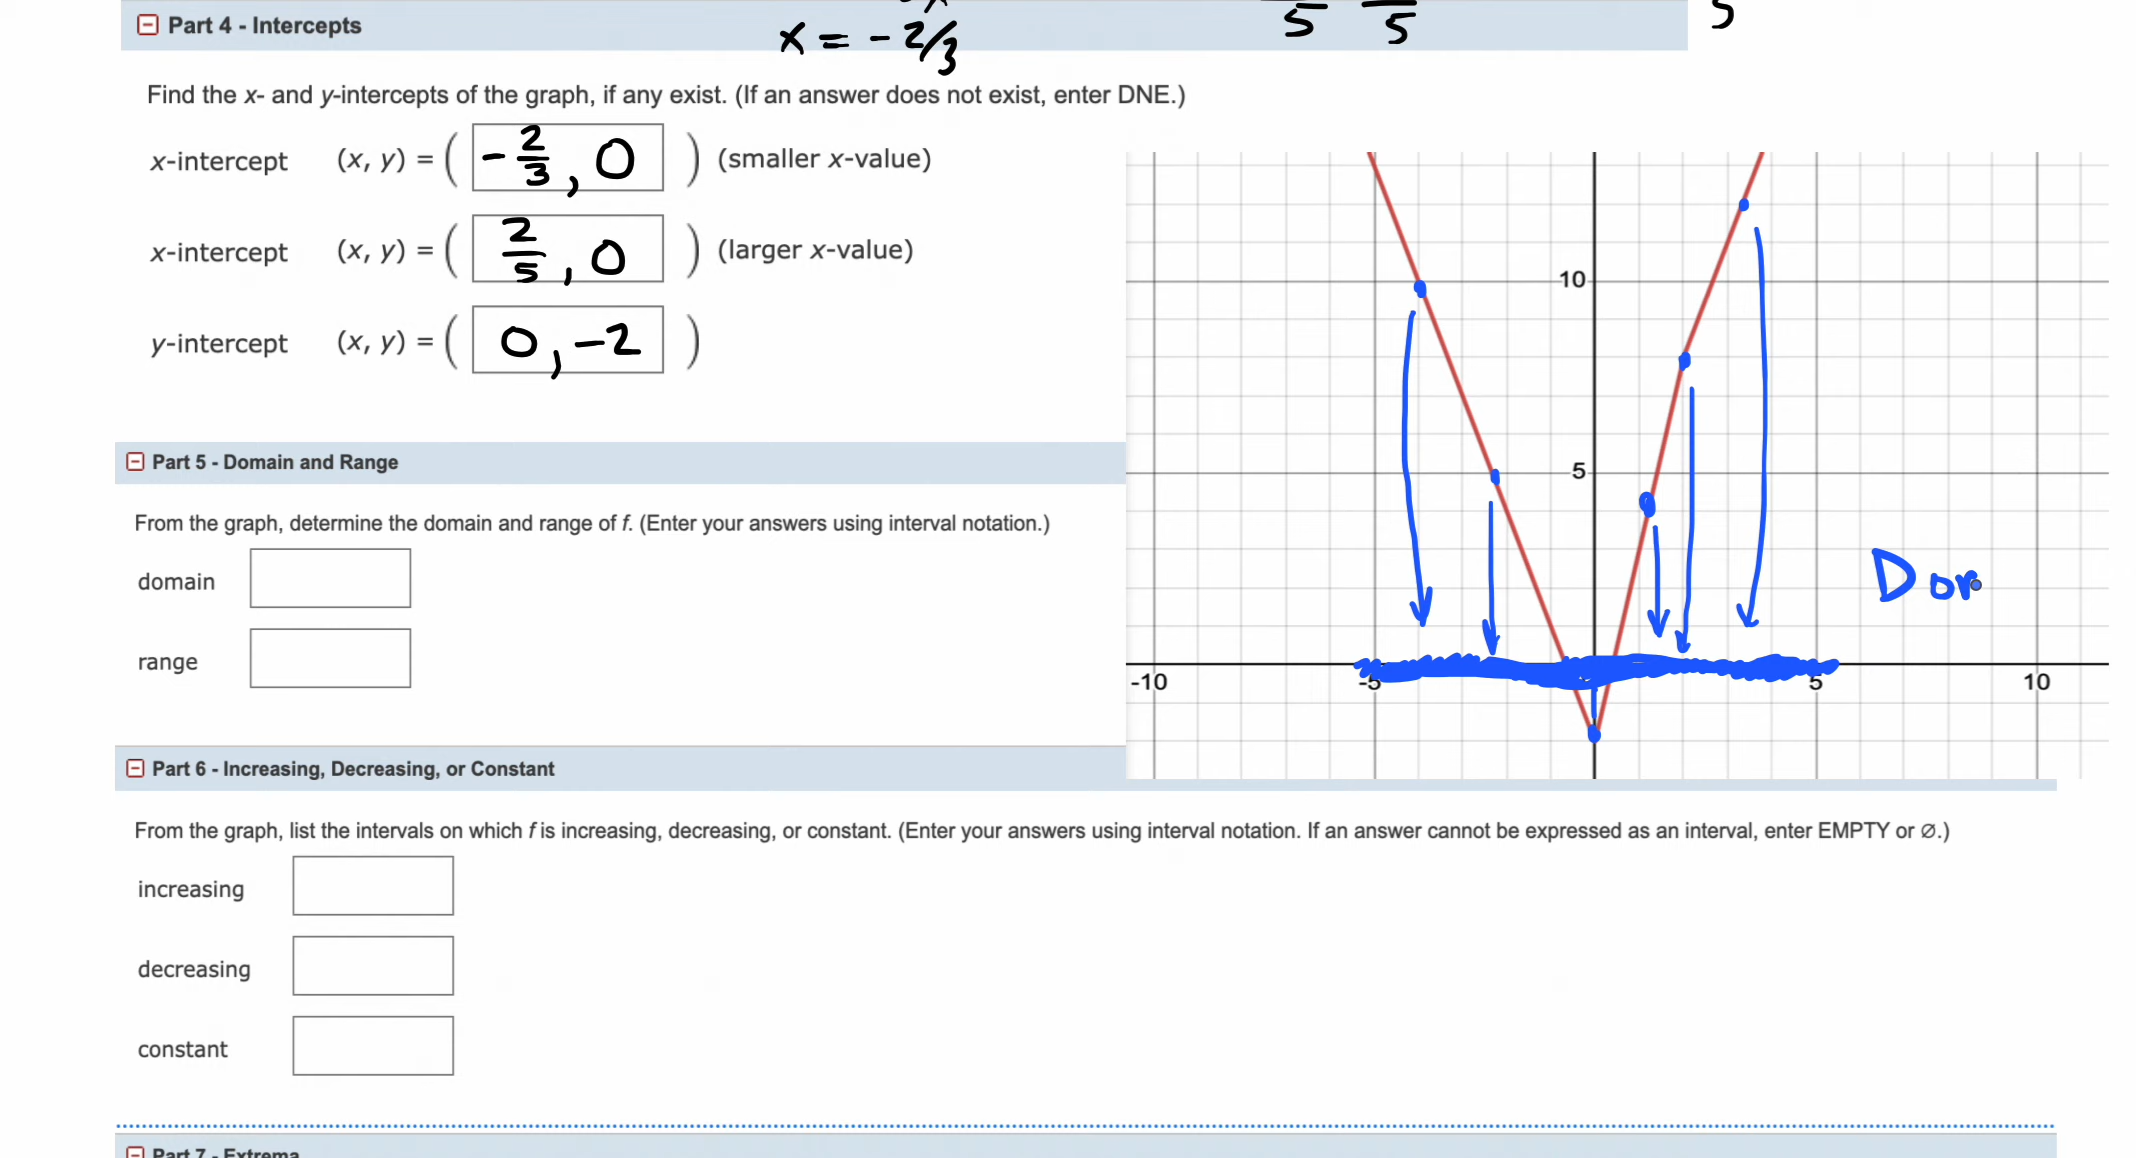 Part 4 - Intercepts
x = - 2/3
5 5
5
Find the x- and y-intercepts of the graph, if any exist. (If an answer does not exist, enter DNE.)
x-intercept (x, y) = ( -2/3, 0 ) (smaller x-value)
x-intercept (x, y) = ( 2/5, 0 ) (larger x-value)
y-intercept (x, y) = ( 0, -2 )
10
5
-10 -5 5 10
Part 5 - Domain and Range
From the graph, determine the domain and range of f. (Enter your answers using interval notation.)
domain
range
Part 6 - Increasing, Decreasing, or Constant
From the graph, list the intervals on which f is increasing, decreasing, or constant. (Enter your answers using interval notation. If an answer cannot be expressed as an interval, enter EMPTY or ∅.)
increasing
decreasing
constant
Part 7 - Extrema